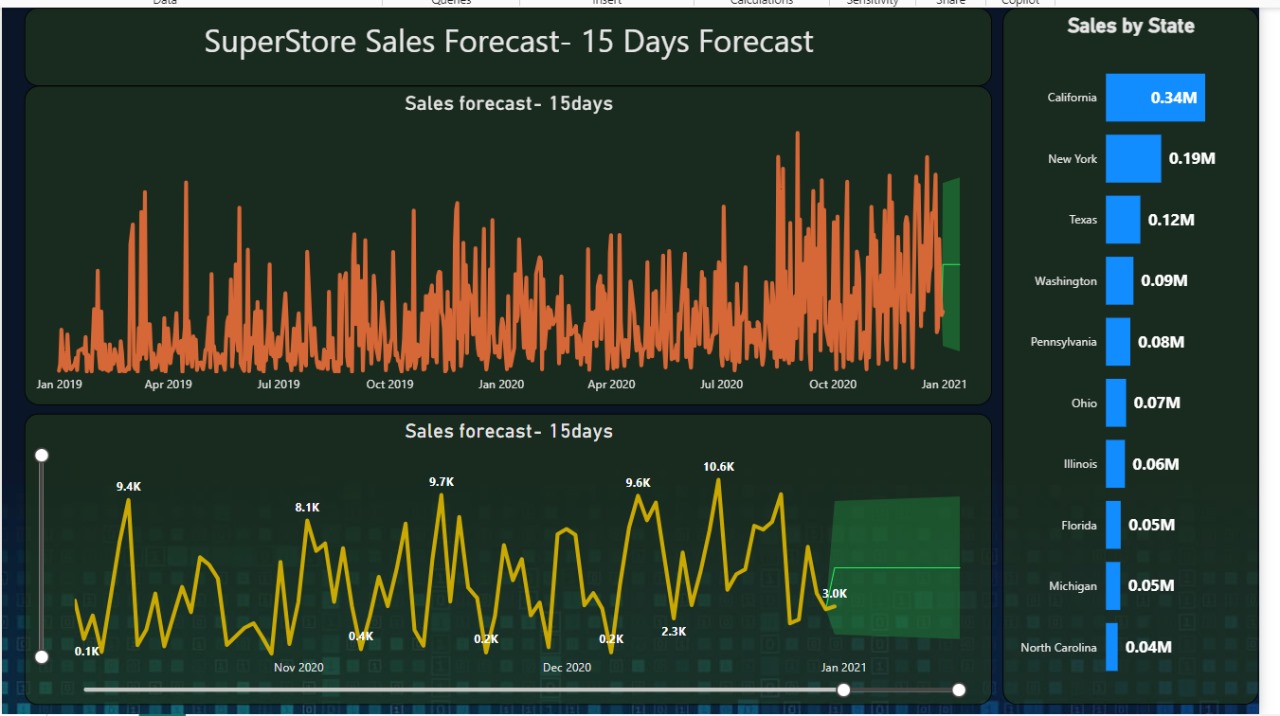 Data Queries Insert Calculations Sensitivity Share Copilot
SuperStore Sales Forecast- 15 Days Forecast
Sales forecast- 15days
Jan 2019 Apr 2019 Jul 2019 Oct 2019 Jan 2020 Apr 2020 Jul 2020 Oct 2020 Jan 2021
Sales forecast- 15days
9.4K
8.1K
9.7K
9.6K
10.6K
0.1K
0.4K
0.2K
0.2K
2.3K
3.0K
Nov 2020 Dec 2020 Jan 2021
Sales by State
California 0.34M
New York 0.19M
Texas 0.12M
Washington 0.09M
Pennsylvania 0.08M
Ohio 0.07M
Illinois 0.06M
Florida 0.05M
Michigan 0.05M
North Carolina 0.04M